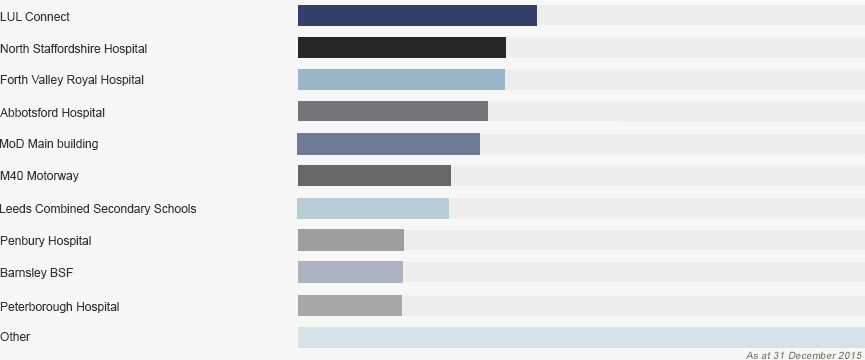 LUL Connect
North Staffordshire Hospital
Forth Valley Royal Hospital
Abbotsford Hospital
MoD Main building
M40 Motorway
Leeds Combined Secondary Schools
Penbury Hospital
Barnsley BSF
Peterborough Hospital
Other
As at 31 December 2015